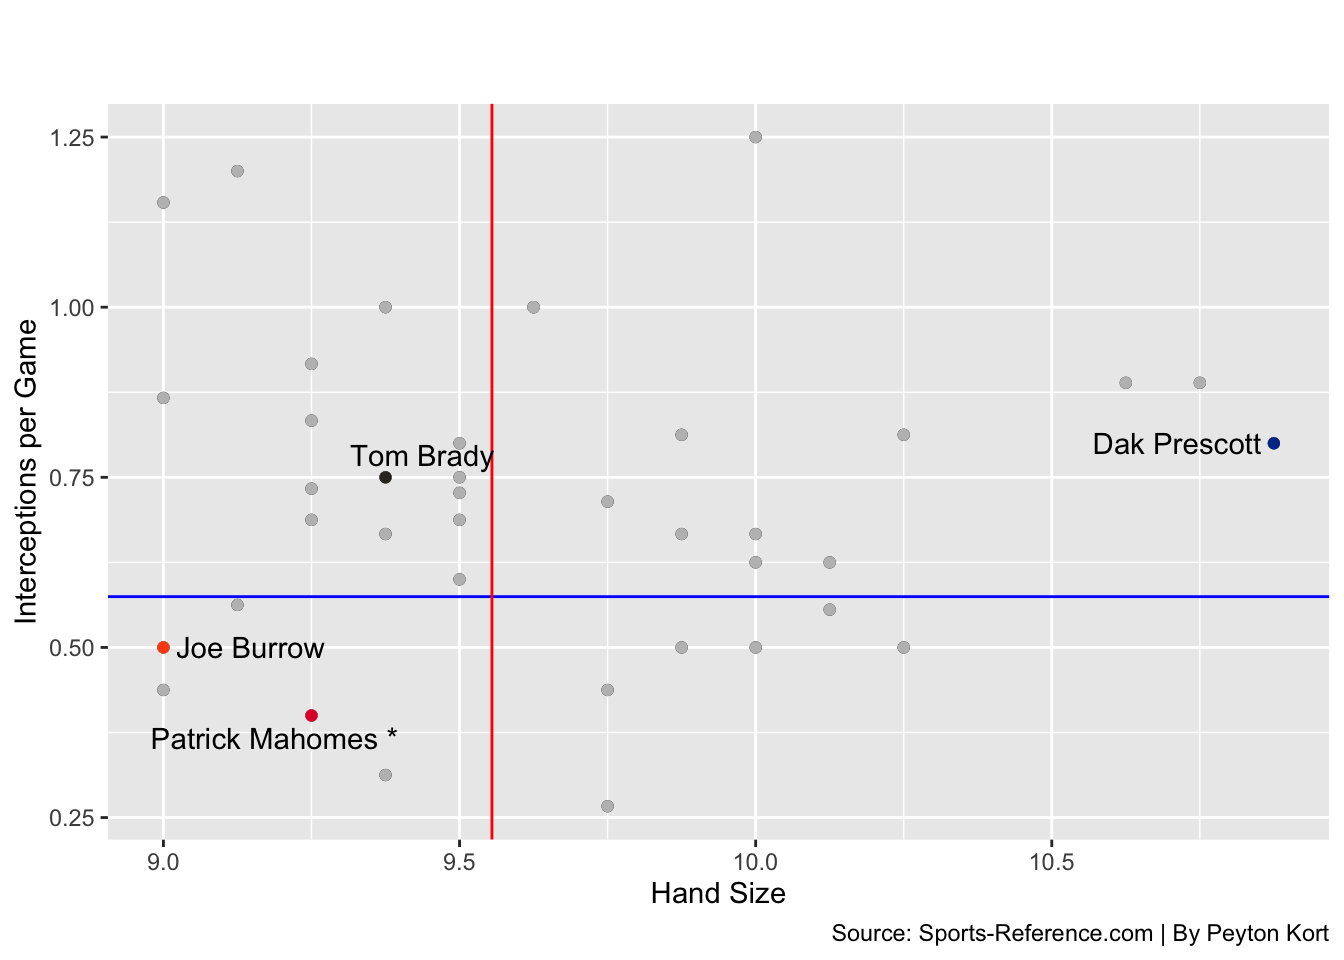 1.25
1.00
0.75
0.50
0.25
Interceptions per Game
Tom Brady
Dak Prescott
Joe Burrow
Patrick Mahomes *
9.0
9.5
10.0
10.5
Hand Size
Source: Sports-Reference.com | By Peyton Kort